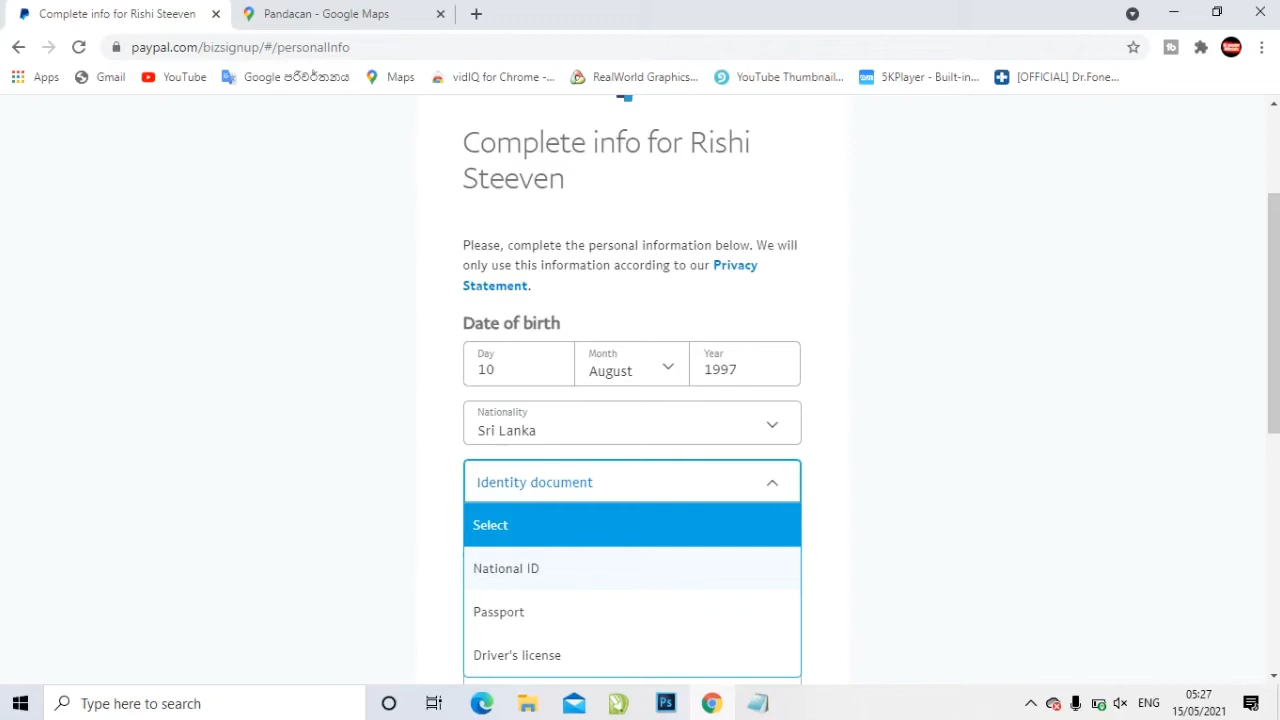 Complete info for Rishi Steeven
Pandacan - Google Maps
paypal.com/bizsignup/#/personalInfo
Apps
Gmail
YouTube
Google පරිවර්තනය
Maps
vidIQ for Chrome -...
RealWorld Graphics...
YouTube Thumbnail...
5KPlayer - Built-in...
[OFFICIAL] Dr.Fone...
Complete info for Rishi
Steeven
Please, complete the personal information below. We will
only use this information according to our Privacy
Statement.
Date of birth
Day
Month
Year
10
August
1997
Nationality
Sri Lanka
Identity document
Select
National ID
Passport
Driver's license
Type here to search
Ps
ENG
05:27
15/05/2021